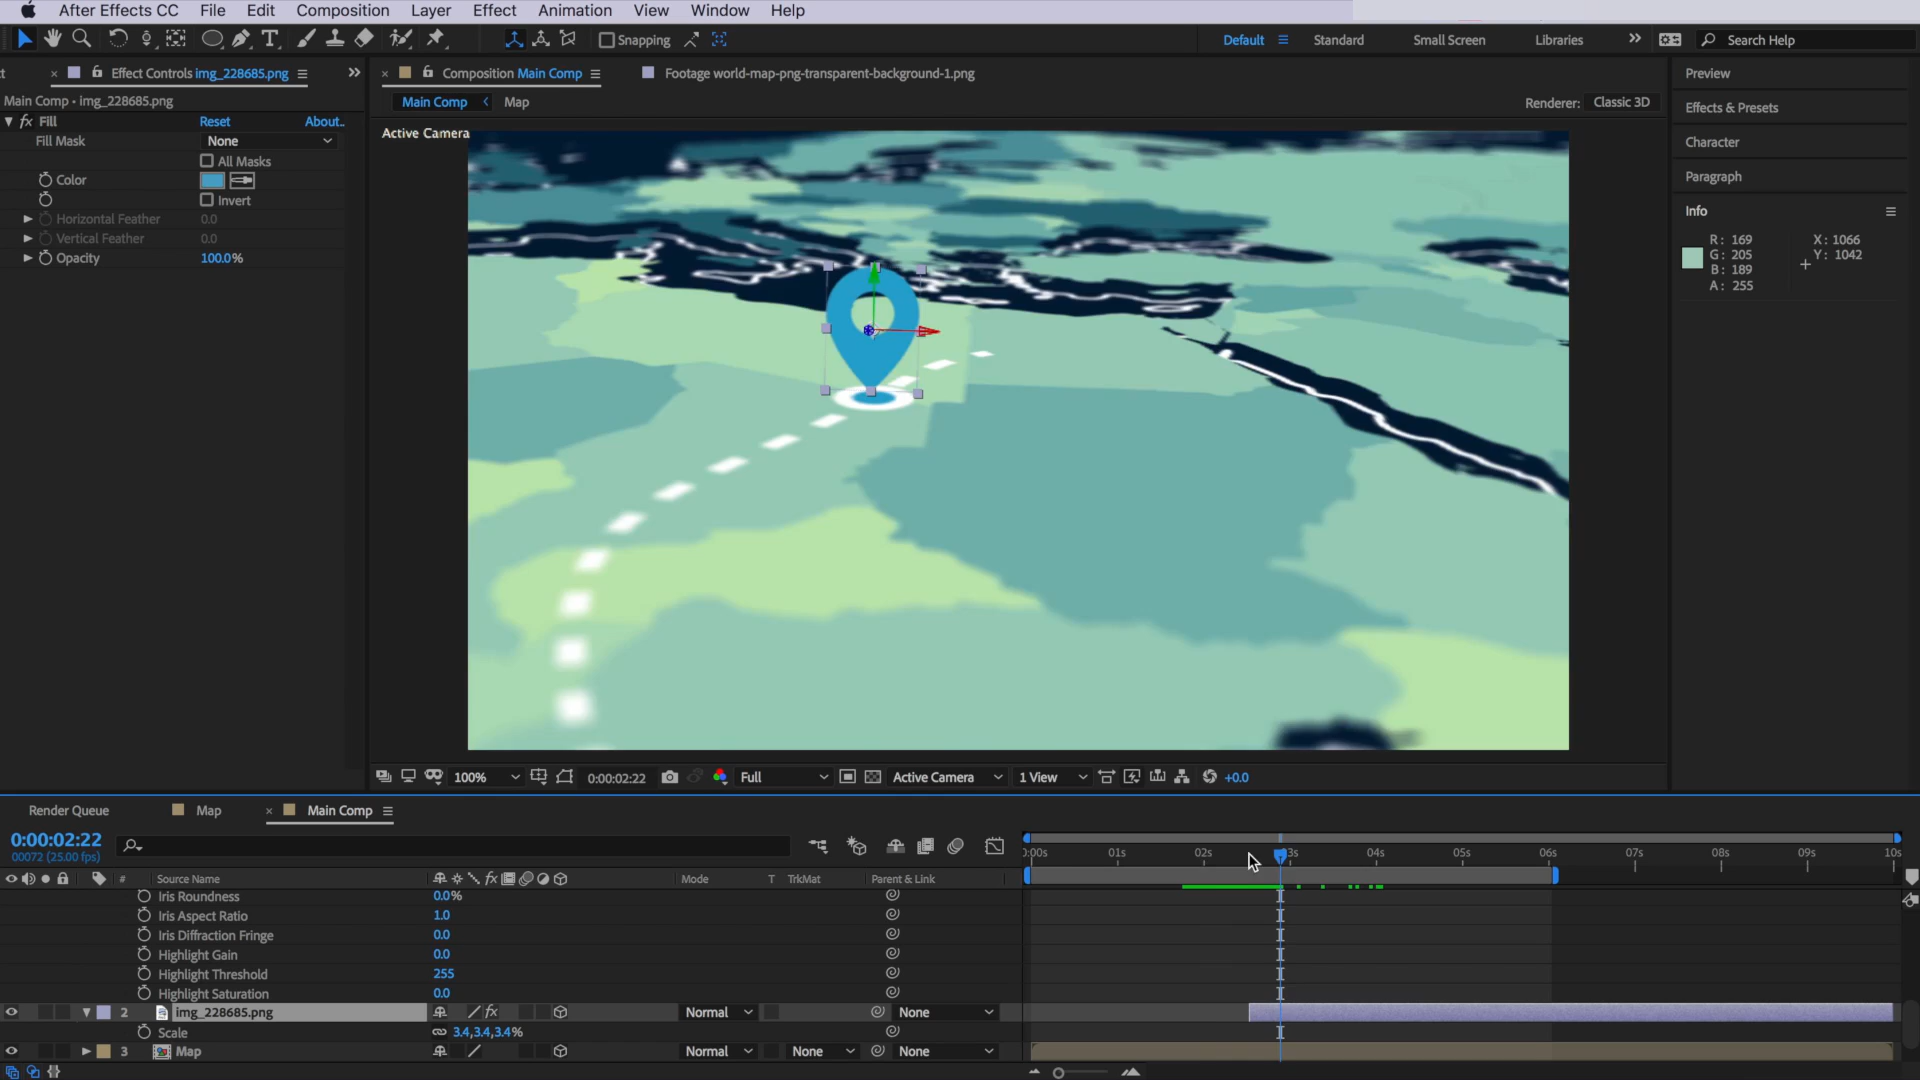 After Effects CC File Edit Composition Layer Effect Animation View Window Help
Snapping Default Standard Small Screen Libraries Search Help
Effect Controls img_228685.png
Composition Main Comp Footage world-map-png-transparent-background-1.png
Preview
Main Comp • img_228685.png
Main Comp Map Renderer: Classic 3D
Effects & Presets
fx Fill Reset About..
Fill Mask None
Active Camera
Character
All Masks
Color
Paragraph
Invert
Info
Horizontal Feather 0.0
Vertical Feather 0.0
Opacity 100.0%
R: 169 X: 1066
G: 205 Y: 1042
B: 189
A: 255
100% 0:00:02:22 Full Active Camera 1 View +0.0
Render Queue Map Main Comp
0:00:02:22
00072 (25.00 fps)
:00s 01s 02s 3s 04s 05s 06s 07s 08s 09s 10s
# Source Name fx Mode T TrkMat Parent & Link
Iris Roundness 0.0%
Iris Aspect Ratio 1.0
Iris Diffraction Fringe 0.0
Highlight Gain 0.0
Highlight Threshold 255
Highlight Saturation 0.0
2 img_228685.png fx Normal None
Scale 3.4,3.4,3.4%
3 Map Normal None None